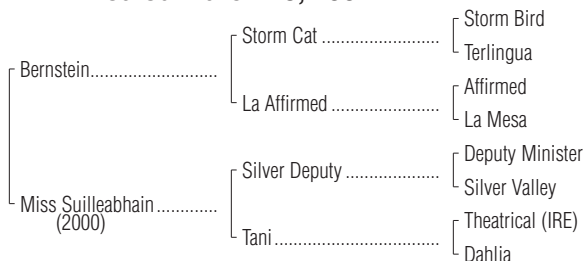 Storm Bird
Storm Cat ........................
Terlingua
Bernstein...........................
Affirmed
La Affirmed .......................
La Mesa
Deputy Minister
Silver Deputy ....................
Silver Valley
Miss Suilleabhain.............
(2000)
Theatrical (IRE)
Tani...................................
Dahlia